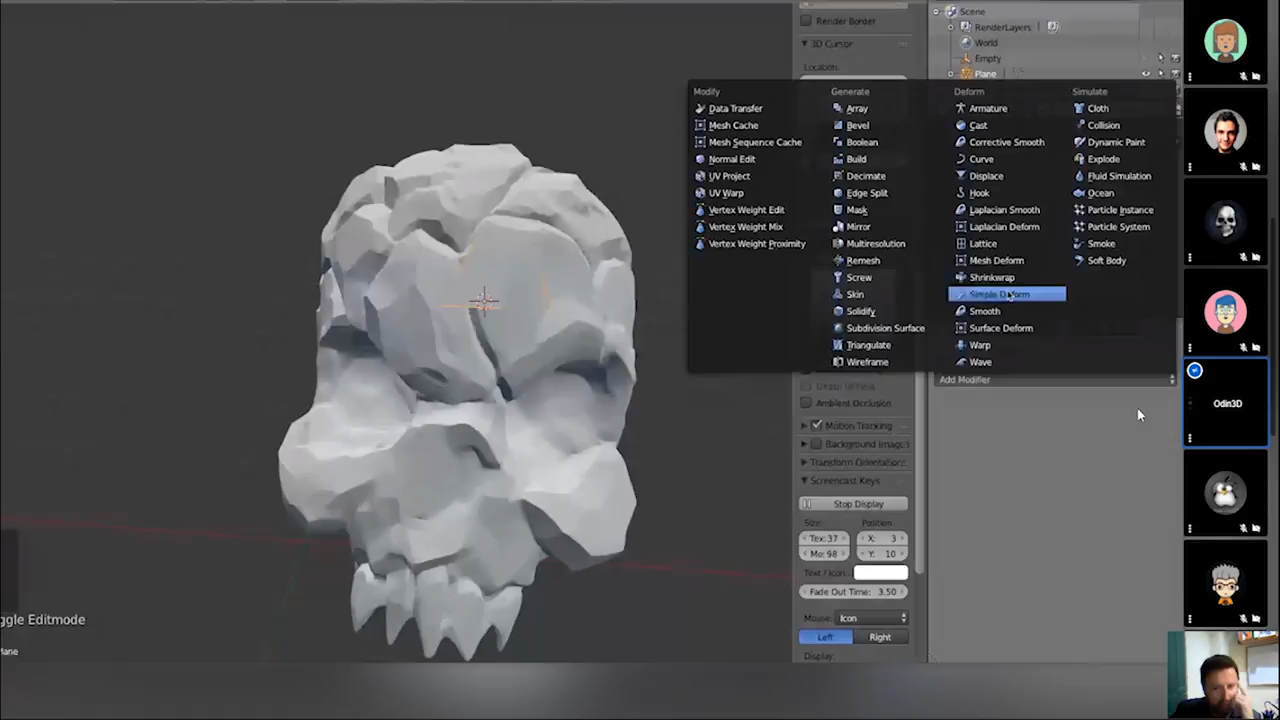 Render Border
3D Cursor
Location:
Scene
RenderLayers
World
Empty
Plane
Modify
Data Transfer
Mesh Cache
Mesh Sequence Cache
Normal Edit
UV Project
UV Warp
Vertex Weight Edit
Vertex Weight Mix
Vertex Weight Proximity
Generate
Array
Bevel
Boolean
Build
Decimate
Edge Split
Mask
Mirror
Multiresolution
Remesh
Screw
Skin
Solidify
Subdivision Surface
Triangulate
Wireframe
Deform
Armature
Cast
Corrective Smooth
Curve
Displace
Hook
Laplacian Smooth
Laplacian Deform
Lattice
Mesh Deform
Shrinkwrap
Simple Deform
Smooth
Surface Deform
Warp
Wave
Simulate
Cloth
Collision
Dynamic Paint
Explode
Fluid Simulation
Ocean
Particle Instance
Particle System
Smoke
Soft Body
Add Modifier
Ambient Occlusion
Motion Tracking
Background Images
Transform Orientation:
Screencast Keys
Stop Display
Size:
Position
Tex: 37
X: 3
Mo: 98
Y: 10
Text / Icon
Fade Out Time: 3.50
Mouse: Icon
Left
Right
Display:
ggle Editmode
Plane
Odin3D